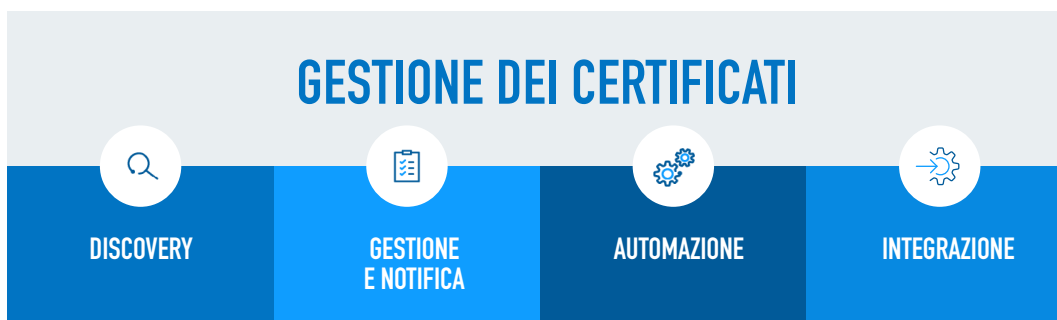 GESTIONE DEI CERTIFICATI
DISCOVERY
GESTIONE
E NOTIFICA
AUTOMAZIONE
INTEGRAZIONE